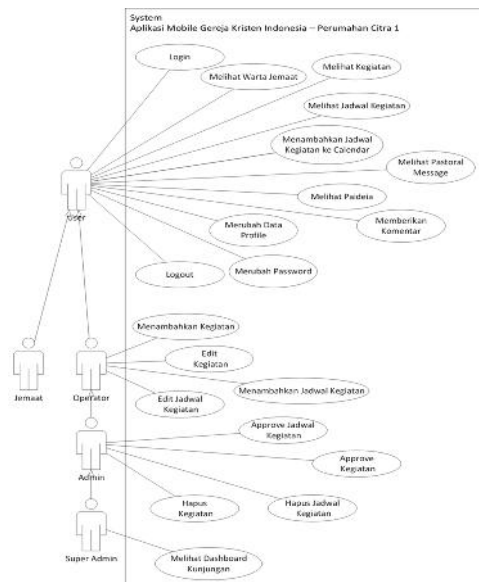 System
Aplikasi Mobile Gereja Kristen Indonesia – Perumahan Citra 1
Login
Melihat Warta Jemaat
Melihat Kegiatan
Melihat Jadwal Kegiatan
Menambahkan Jadwal
Kegiatan ke Calendar
Melihat Pastoral
Message
Melihat Paideia
Memberikan
Komentar
User
Merubah Data
Profile
Logout
Merubah Password
Menambahkan Kegiatan
Edit
Kegiatan
Menambahkan Jadwal Kegiatan
Jemaat
Operator
Edit Jadwal
Kegiatan
Approve Jadwal
Kegiatan
Approve
Kegiatan
Admin
Hapus
Kegiatan
Hapus Jadwal
Kegiatan
Super Admin
Melihat Dashboard
Kunjungan